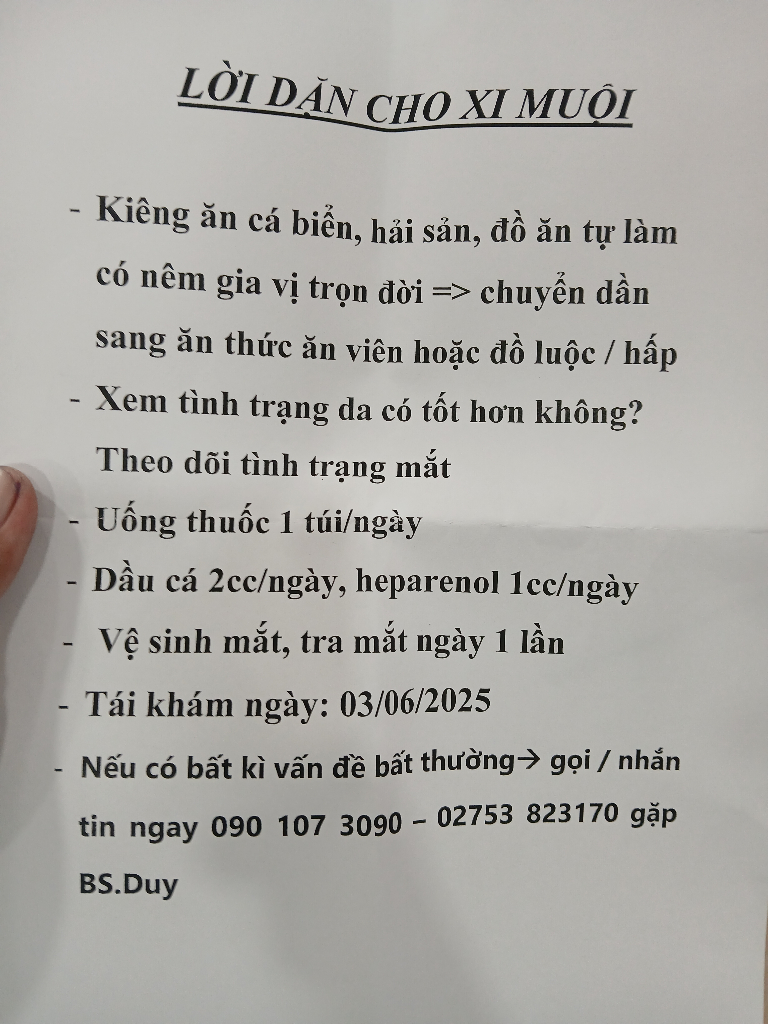 LỜI DẶN CHO XI MUỘI
- Kiêng ăn cá biển, hải sản, đồ ăn tự làm
có nêm gia vị trọn đời => chuyển dần
sang ăn thức ăn viên hoặc đồ luộc / hấp
- Xem tình trạng da có tốt hơn không?
Theo dõi tình trạng mắt
- Uống thuốc 1 túi/ngày
- Dầu cá 2cc/ngày, heparenol 1cc/ngày
- Vệ sinh mắt, tra mắt ngày 1 lần
- Tái khám ngày: 03/06/2025
- Nếu có bất kì vấn đề bất thường→ gọi / nhắn
tin ngay 090 107 3090 – 02753 823170 gặp
BS.Duy